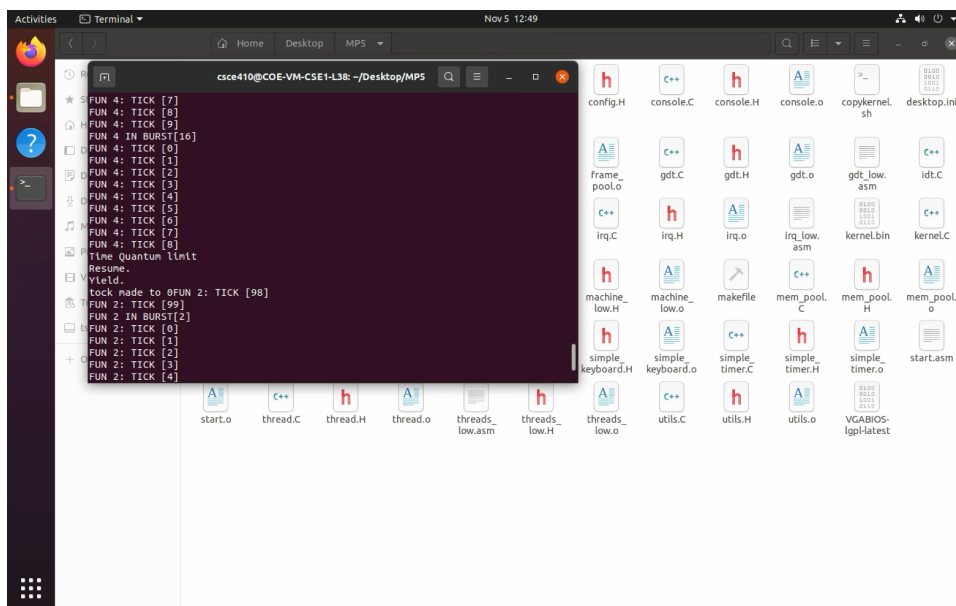 Activities Terminal Nov 5 12:49
Home Desktop MP5
csce410@COE-VM-CSE1-L38: ~/Desktop/MP5
FUN 4: TICK [7]
FUN 4: TICK [8]
FUN 4: TICK [9]
FUN 4 IN BURST[16]
FUN 4: TICK [0]
FUN 4: TICK [1]
FUN 4: TICK [2]
FUN 4: TICK [3]
FUN 4: TICK [4]
FUN 4: TICK [5]
FUN 4: TICK [6]
FUN 4: TICK [7]
FUN 4: TICK [8]
Time Quantum limit
Resume.
Yield.
tock made to 0FUN 2: TICK [98]
FUN 2: TICK [99]
FUN 2 IN BURST[2]
FUN 2: TICK [0]
FUN 2: TICK [1]
FUN 2: TICK [2]
FUN 2: TICK [3]
FUN 2: TICK [4]
config.H console.C console.H console.o copykernel.sh desktop.ini
frame_pool.o gdt.C gdt.H gdt.o gdt_low.asm idt.C
irq.C irq.H irq.o irq_low.asm kernel.bin kernel.C
machine_low.H machine_low.o makefile mem_pool.C mem_pool.H mem_pool.o
simple_keyboard.H simple_keyboard.o simple_timer.C simple_timer.H simple_timer.o start.asm
start.o thread.C thread.H thread.o threads_low.asm threads_low.H threads_low.o utils.C utils.H utils.o VGABIOS-lgpl-latest